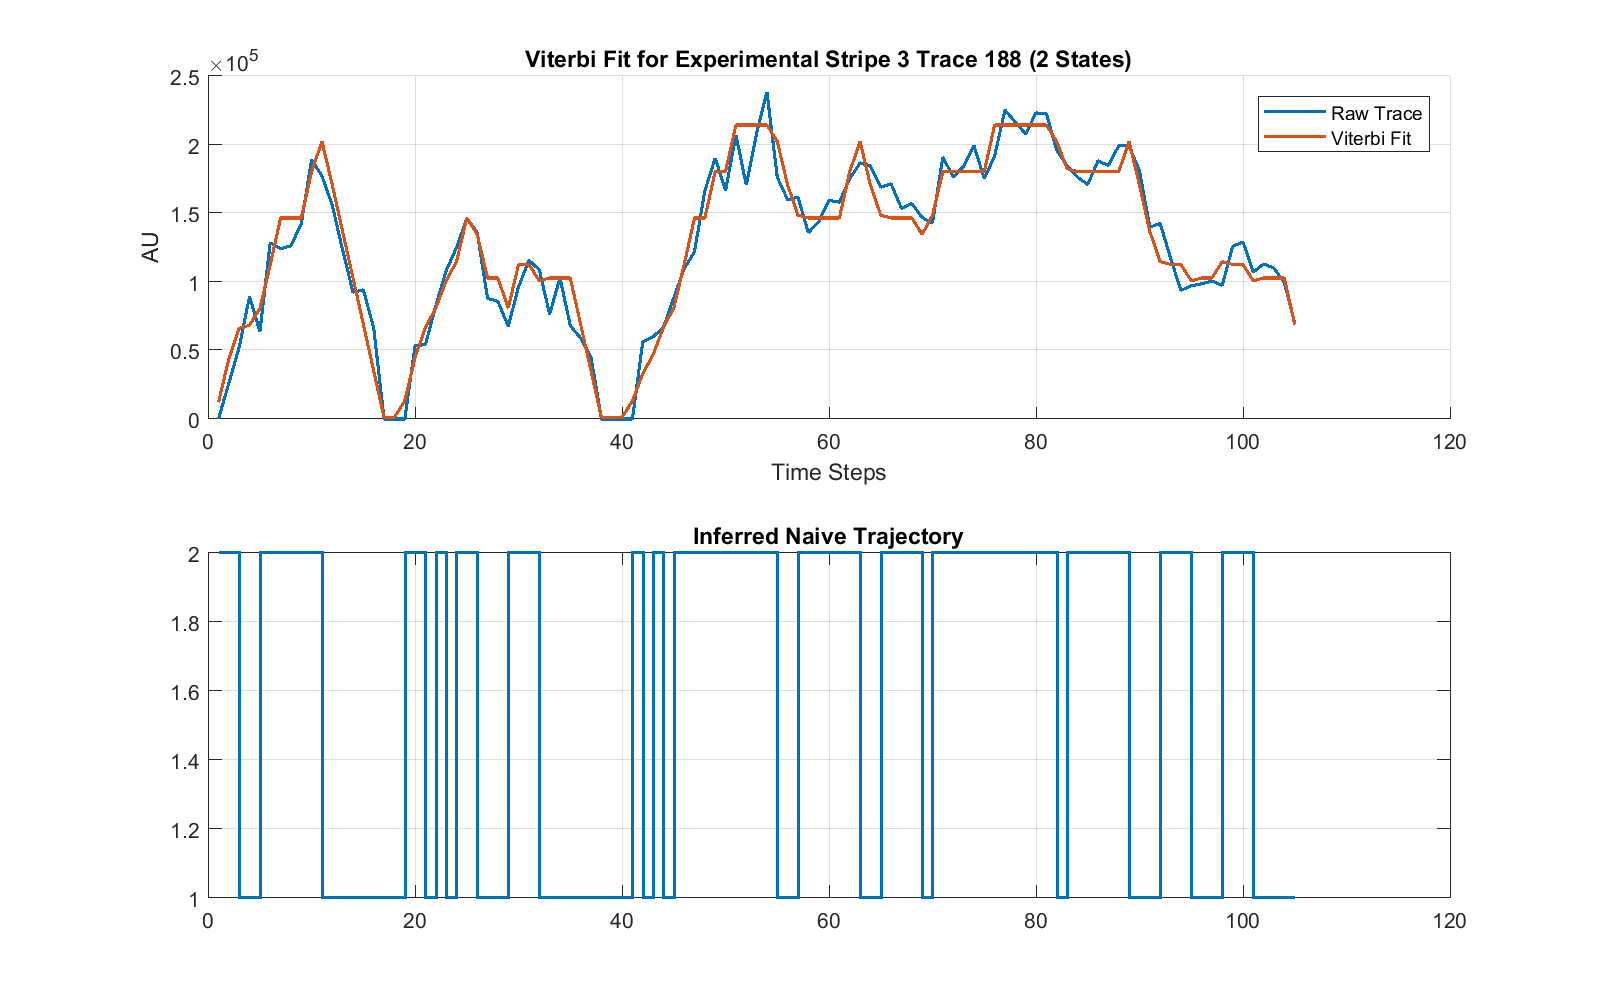 Viterbi Fit for Experimental Stripe 3 Trace 188 (2 States)
×10^5
2.5
2
1.5
1
0.5
0
AU
Raw Trace
Viterbi Fit
0 20 40 60 80 100 120
Time Steps
Inferred Naive Trajectory
2
1.8
1.6
1.4
1.2
1
0 20 40 60 80 100 120